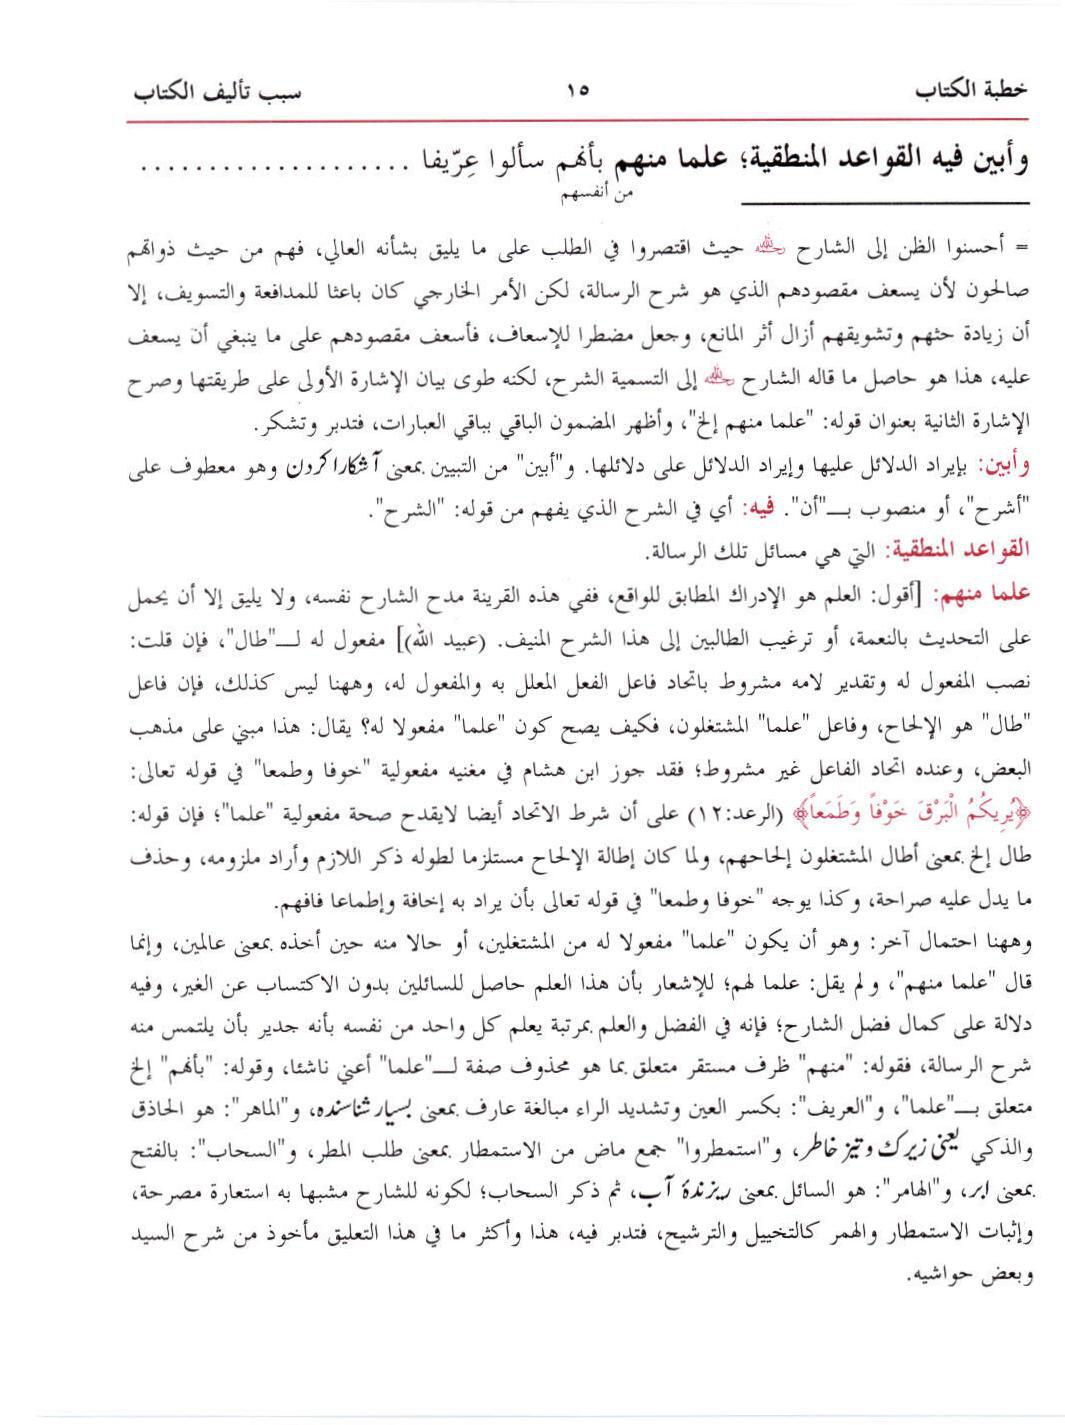 خطبة الكتاب ١٥ سبب تأليف الكتاب
وأبين فيه القواعد المنطقية؛ علما منهم بأنهم سألوا عِرّيفا ....................
من أنفسهم
= أحسنوا الظن إلى الشارح رحمه الله حيث اقتصروا في الطلب على ما يليق بشأنه العالي، فهم من حيث ذواتهم
صالحون لأن يسعف مقصودهم الذي هو شرح الرسالة، لكن الأمر الخارجي كان باعثا للمدافعة والتسويف، إلا
أن زيادة حثهم وتشويقهم أزال أثر المانع، وجعل مضطرا للإسعاف، فأسعف مقصودهم على ما ينبغي أن يسعف
عليه، هذا هو حاصل ما قاله الشارح رحمه الله إلى التسمية الشرح، لكنه طوى بيان الإشارة الأولى على طريقتها وصرح
الإشارة الثانية بعنوان قوله: "علما منهم إلخ"، وأظهر المضمون الباقي بباقي العبارات، فتدبر وتشكر.
وأبين: بإيراد الدلائل عليها وإيراد الدلائل على دلائلها. و"أبين" من التبيين بمعنى آشکارا کردن وهو معطوف على
"أشرح"، أو منصوب بـــ"أن". فيه: أي في الشرح الذي يفهم من قوله: "الشرح".
القواعد المنطقية: التي هي مسائل تلك الرسالة.
علما منهم: [أقول: العلم هو الإدراك المطابق للواقع، ففي هذه القرينة مدح الشارح نفسه، ولا يليق إلا أن يحمل
على التحديث بالنعمة، أو ترغيب الطالبين إلى هذا الشرح المنيف. (عبيد الله)] مفعول له لـــ"طال"، فإن قلت:
نصب المفعول له وتقدير لامه مشروط باتحاد فاعل الفعل المعلل به والمفعول له، وههنا ليس كذلك، فإن فاعل
"طال" هو الإلحاح، وفاعل "علما" المشتغلون، فكيف يصح كون "علما" مفعولا له؟ يقال: هذا مبني على مذهب
البعض، وعنده اتحاد الفاعل غير مشروط؛ فقد جوز ابن هشام في مغنيه مفعولية "خوفا وطمعا" في قوله تعالى:
﴿يُرِيكُمُ الْبَرْقَ خَوْفاً وَطَمَعاً﴾ (الرعد:١٢) على أن شرط الاتحاد أيضا لايقدح صحة مفعولية "علما"؛ فإن قوله:
طال إلخ بمعنى أطال المشتغلون إلحاحهم، ولما كان إطالة الإلحاح مستلزما لطوله ذكر اللازم وأراد ملزومه، وحذف
ما يدل عليه صراحة، وكذا يوجه "خوفا وطمعا" في قوله تعالى بأن يراد به إخافة وإطماعا فافهم.
وههنا احتمال آخر: وهو أن يكون "علما" مفعولا له من المشتغلين، أو حالا منه حين أخذه بمعنى عالمين، وإنما
قال "علما منهم"، ولم يقل: علما لهم؛ للإشعار بأن هذا العلم حاصل للسائلين بدون الاكتساب عن الغير، وفيه
دلالة على كمال فضل الشارح؛ فإنه في الفضل والعلم بمرتبة يعلم كل واحد من نفسه بأنه جدير بأن يلتمس منه
شرح الرسالة، فقوله: "منهم" ظرف مستقر متعلق بما هو محذوف صفة لـــ"علما" أعني ناشئا، وقوله: "بأنهم" إلخ
متعلق بـــ"علما"، و"العريف": بكسر العين وتشديد الراء مبالغة عارف بمعنى بسیار شناسنده، و"الماهر": هو الحاذق
والذكي یعنی زیرک و تیز خاطر، و"استمطروا" جمع ماض من الاستمطار بمعنى طلب المطر، و"السحاب": بالفتح
بمعنى ابر، و"الهامر": هو السائل بمعنى ریزندۂ آب، ثم ذكر السحاب؛ لكونه للشارح مشبها به استعارة مصرحة،
وإثبات الاستمطار والهمر كالتخييل والترشيح، فتدبر فيه، هذا وأكثر ما في هذا التعليق مأخوذ من شرح السيد
وبعض حواشيه.